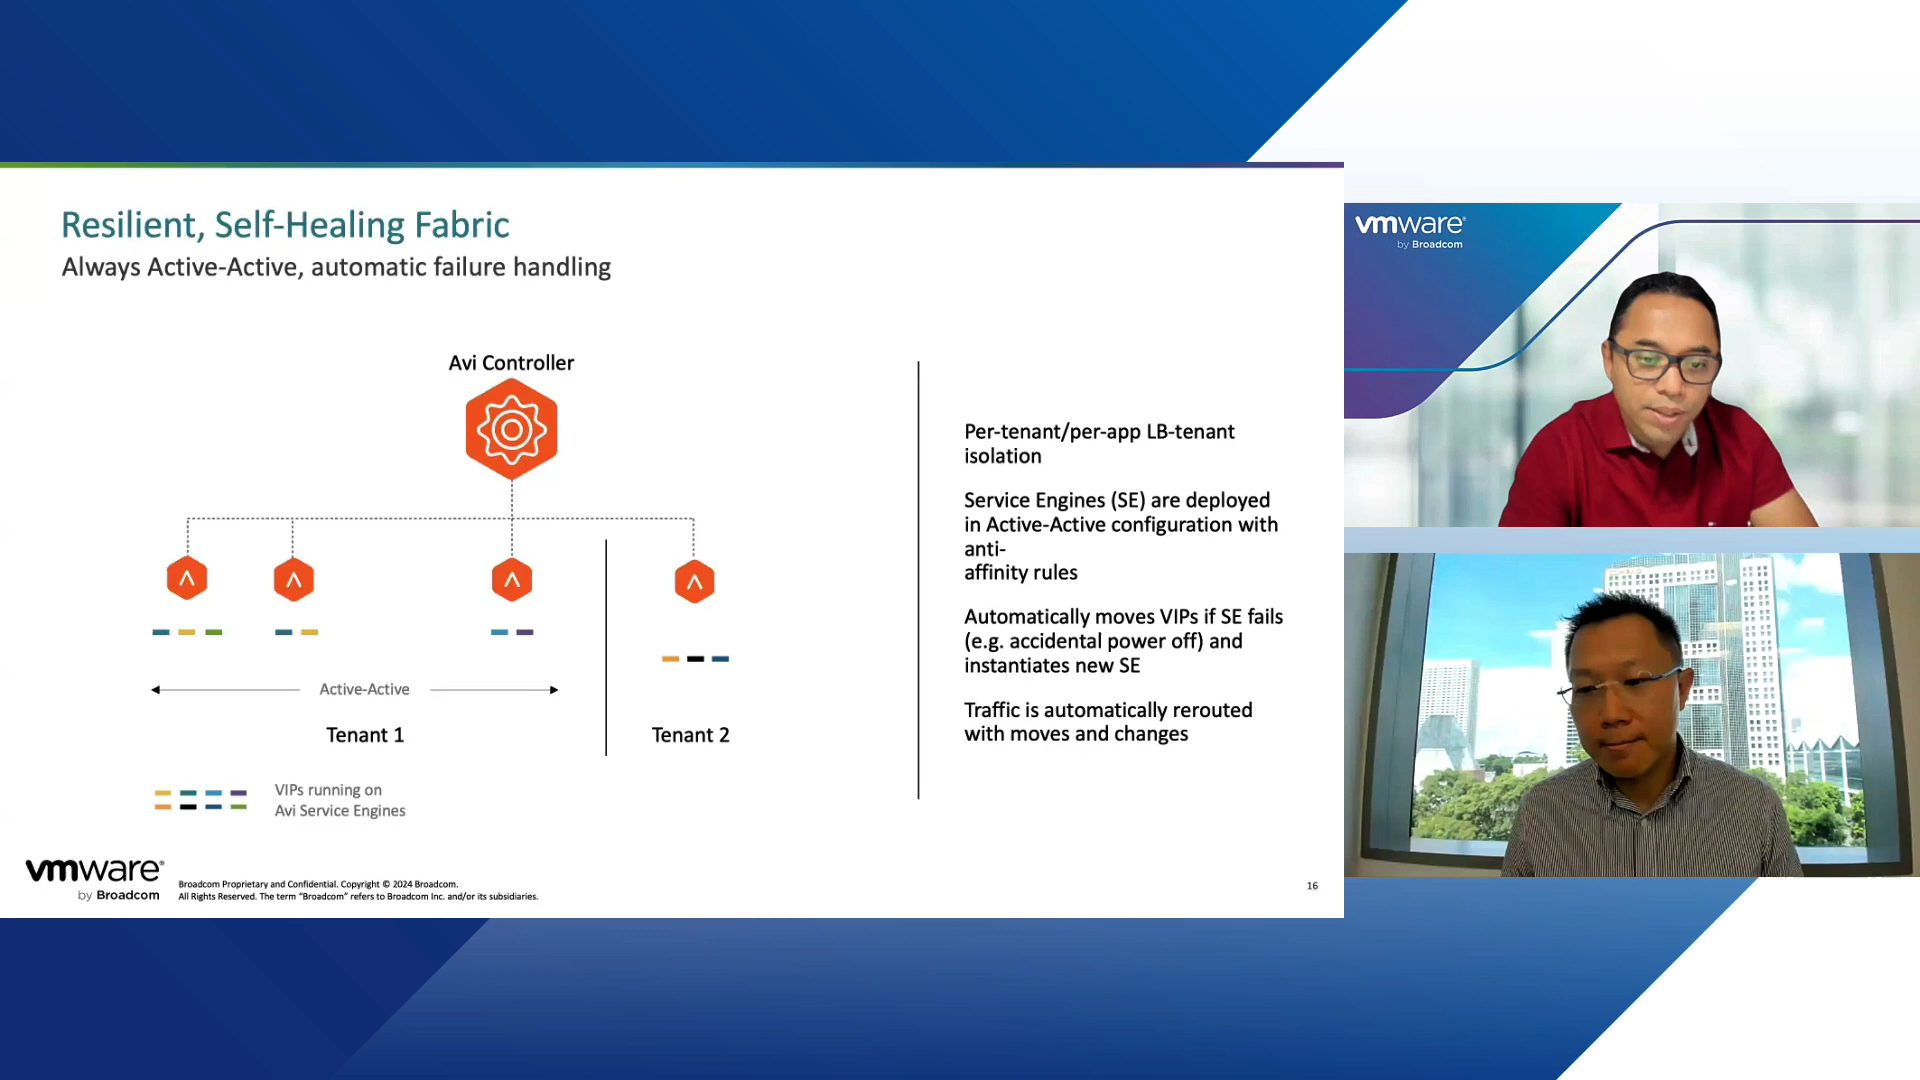 Resilient, Self-Healing Fabric
Always Active-Active, automatic failure handling
Avi Controller
Active-Active
Tenant 1
Tenant 2
VIPs running on
Avi Service Engines
Per-tenant/per-app LB-tenant
isolation
Service Engines (SE) are deployed
in Active-Active configuration with
anti-
affinity rules
Automatically moves VIPs if SE fails
(e.g. accidental power off) and
instantiates new SE
Traffic is automatically rerouted
with moves and changes
vmware®
by Broadcom
Broadcom Proprietary and Confidential. Copyright © 2024 Broadcom.
All Rights Reserved. The term “Broadcom” refers to Broadcom Inc. and/or its subsidiaries.
16
vmware®
by Broadcom